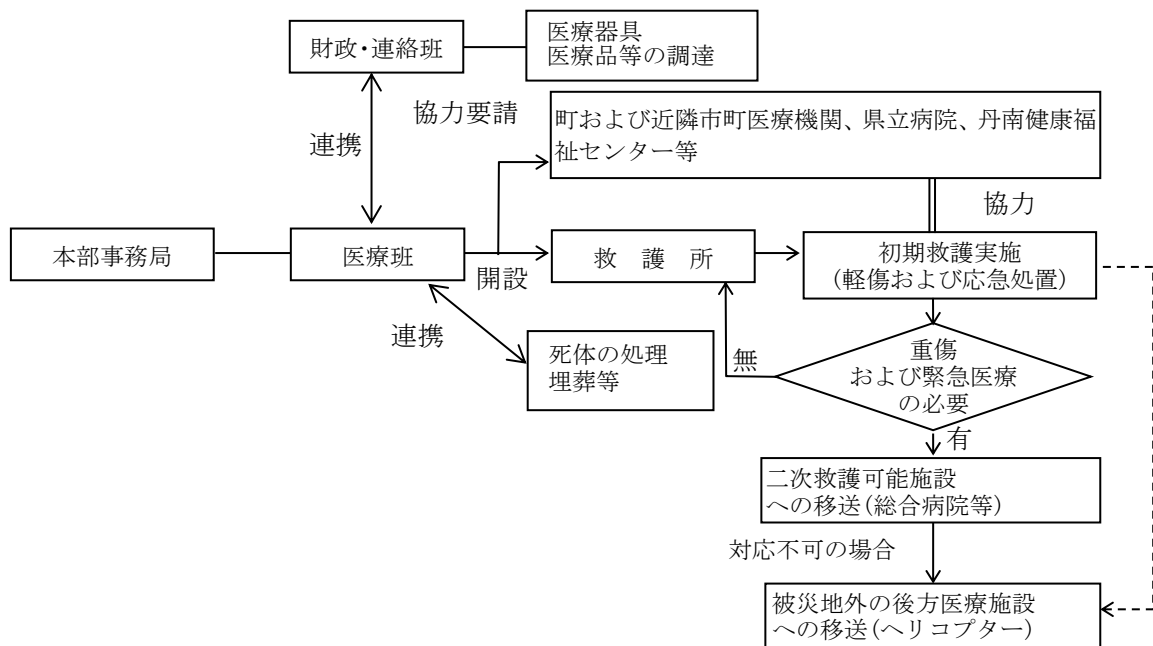 財政・連絡班
医療器具
医療品等の調達
協力要請
町および近隣市町医療機関、県立病院、丹南健康福
祉センター等
連携
協力
本部事務局
医療班
開設
救 護 所
初期救護実施
(軽傷および応急処置)
連携
死体の処理
埋葬等
無
重傷
および緊急医療
の必要
有
二次救護可能施設
への移送(総合病院等)
対応不可の場合
被災地外の後方医療施設
への移送(ヘリコプター)